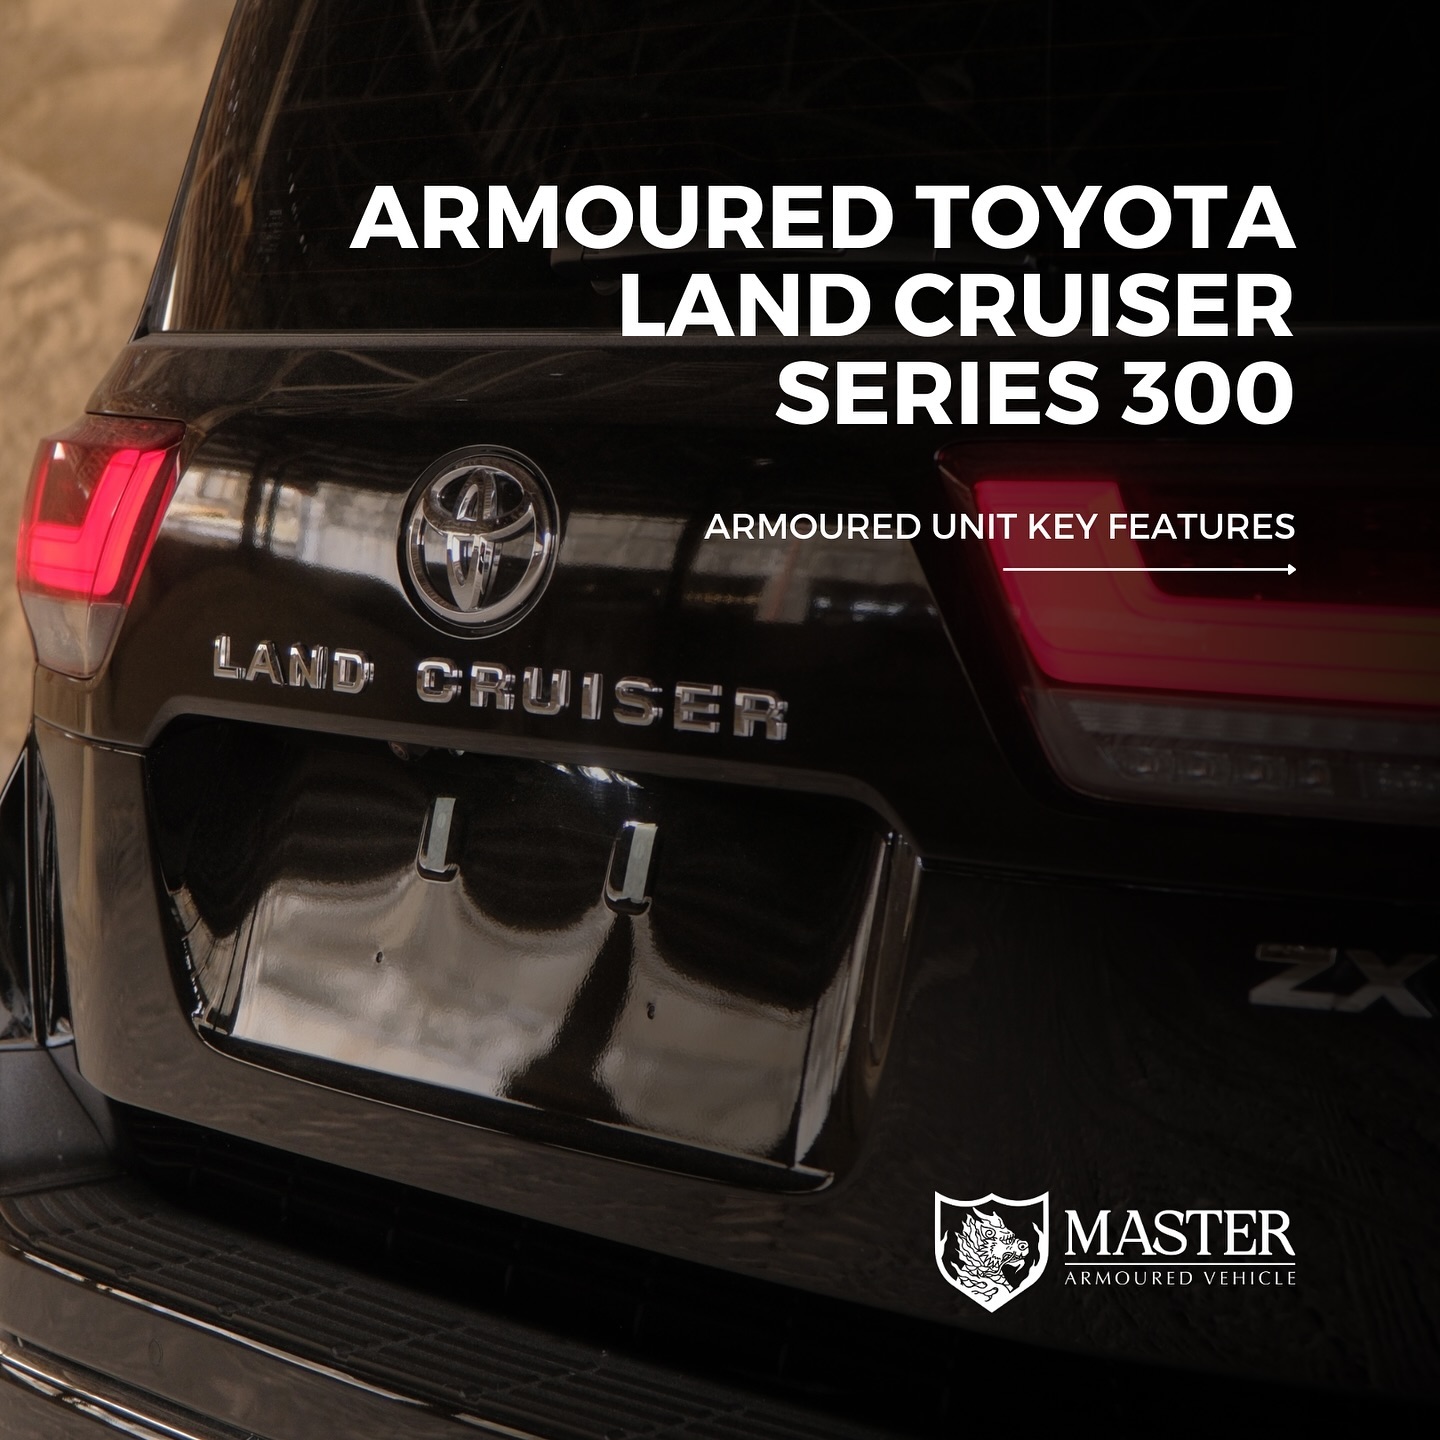 ARMOURED TOYOTA
LAND CRUISER
SERIES 300
ARMOURED UNIT KEY FEATURES
LAND CRUISER
ZX
MASTER
ARMOURED VEHICLE